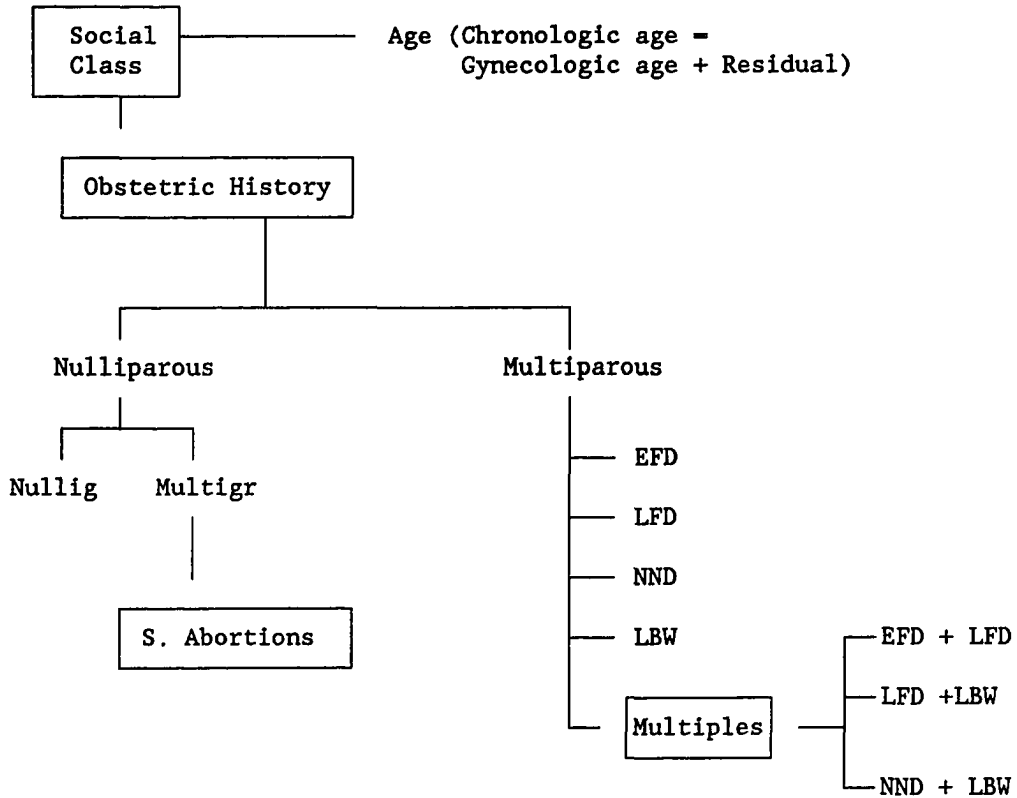 Social
Class
Age (Chronologic age =
Gynecologic age + Residual)
Obstetric History
Nulliparous
Multiparous
EFD
Nullig
Multigr
LFD
NND
S. Abortions
LBW
EFD + LFD
LFD +LBW
Multiples
NND + LBW